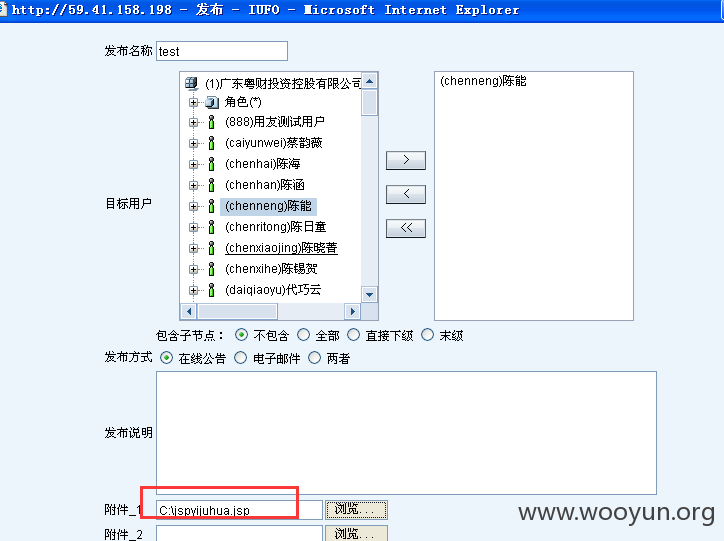 http://59.41.158.198 - 发布 - IUFO - Microsoft Internet Explorer
发布名称 test
(1)广东粤财投资控股有限公司
角色(*)
(888)用友测试用户
(caiyunwei)蔡韵薇
(chenhai)陈海
(chenhan)陈涵
(chenneng)陈能
(chenritong)陈日童
(chenxiaojing)陈晓菁
(chenxihe)陈锡贺
(daiqiaoyu)代巧云
目标用户
>
<
<<
(chenneng)陈能
包含子节点： 不包含 全部 直接下级 末级
发布方式 在线公告 电子邮件 两者
发布说明
附件_1 C:\jspyijuhua.jsp 浏览...
附件_2 浏览...
www.wooyun.org